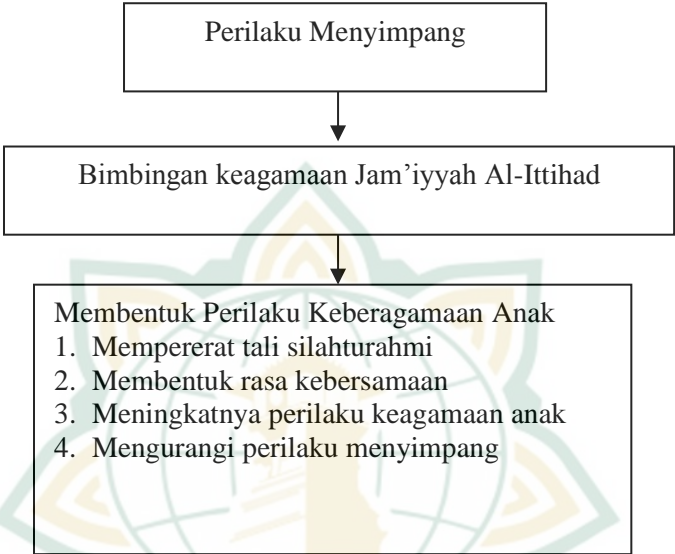 Perilaku Menyimpang
Bimbingan keagamaan Jam’iyyah Al-Ittihad
Membentuk Perilaku Keberagamaan Anak
1. Mempererat tali silahturahmi
2. Membentuk rasa kebersamaan
3. Meningkatnya perilaku keagamaan anak
4. Mengurangi perilaku menyimpang